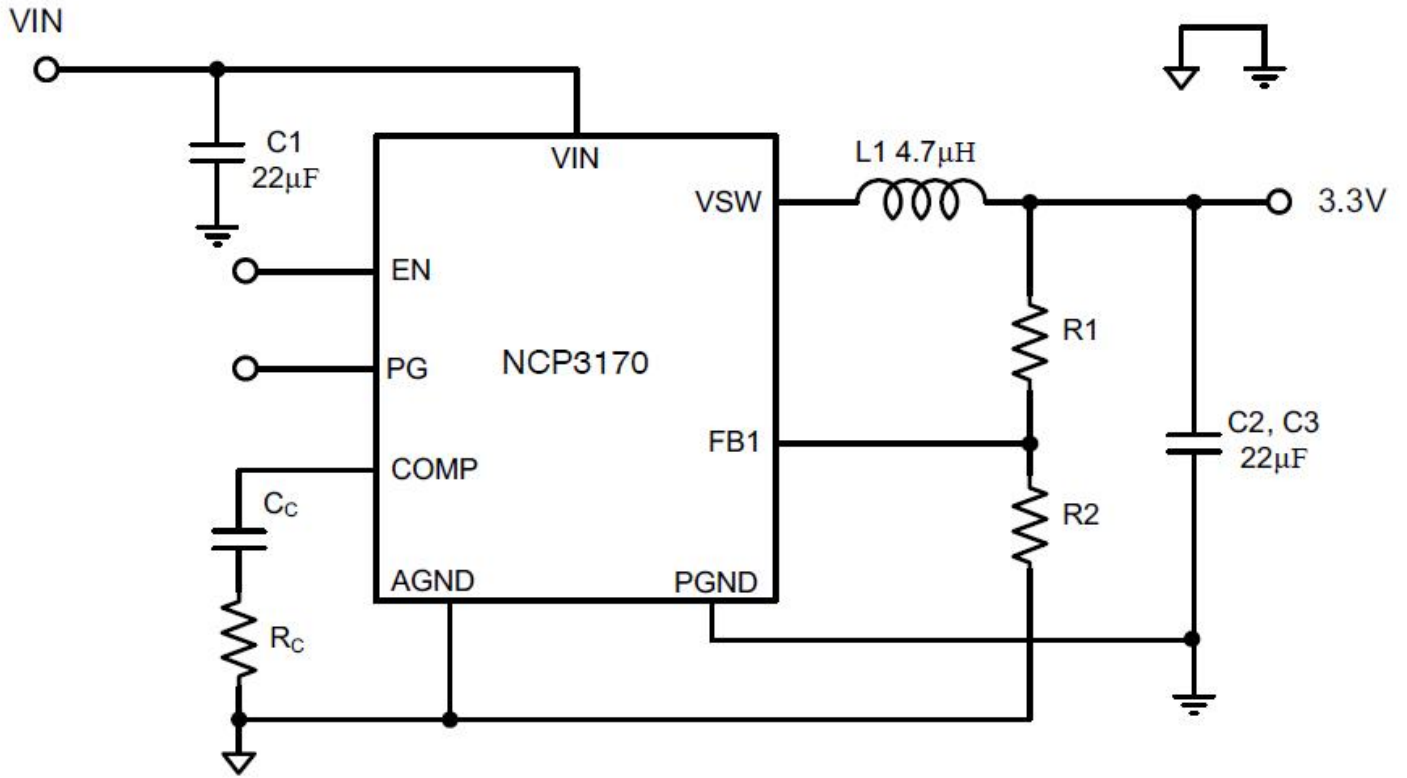 VIN
C1
22μF
VIN
VSW
L1 4.7μH
3.3V
EN
R1
NCP3170
PG
FB1
C2, C3
22μF
COMP
R2
CC
AGND
PGND
RC